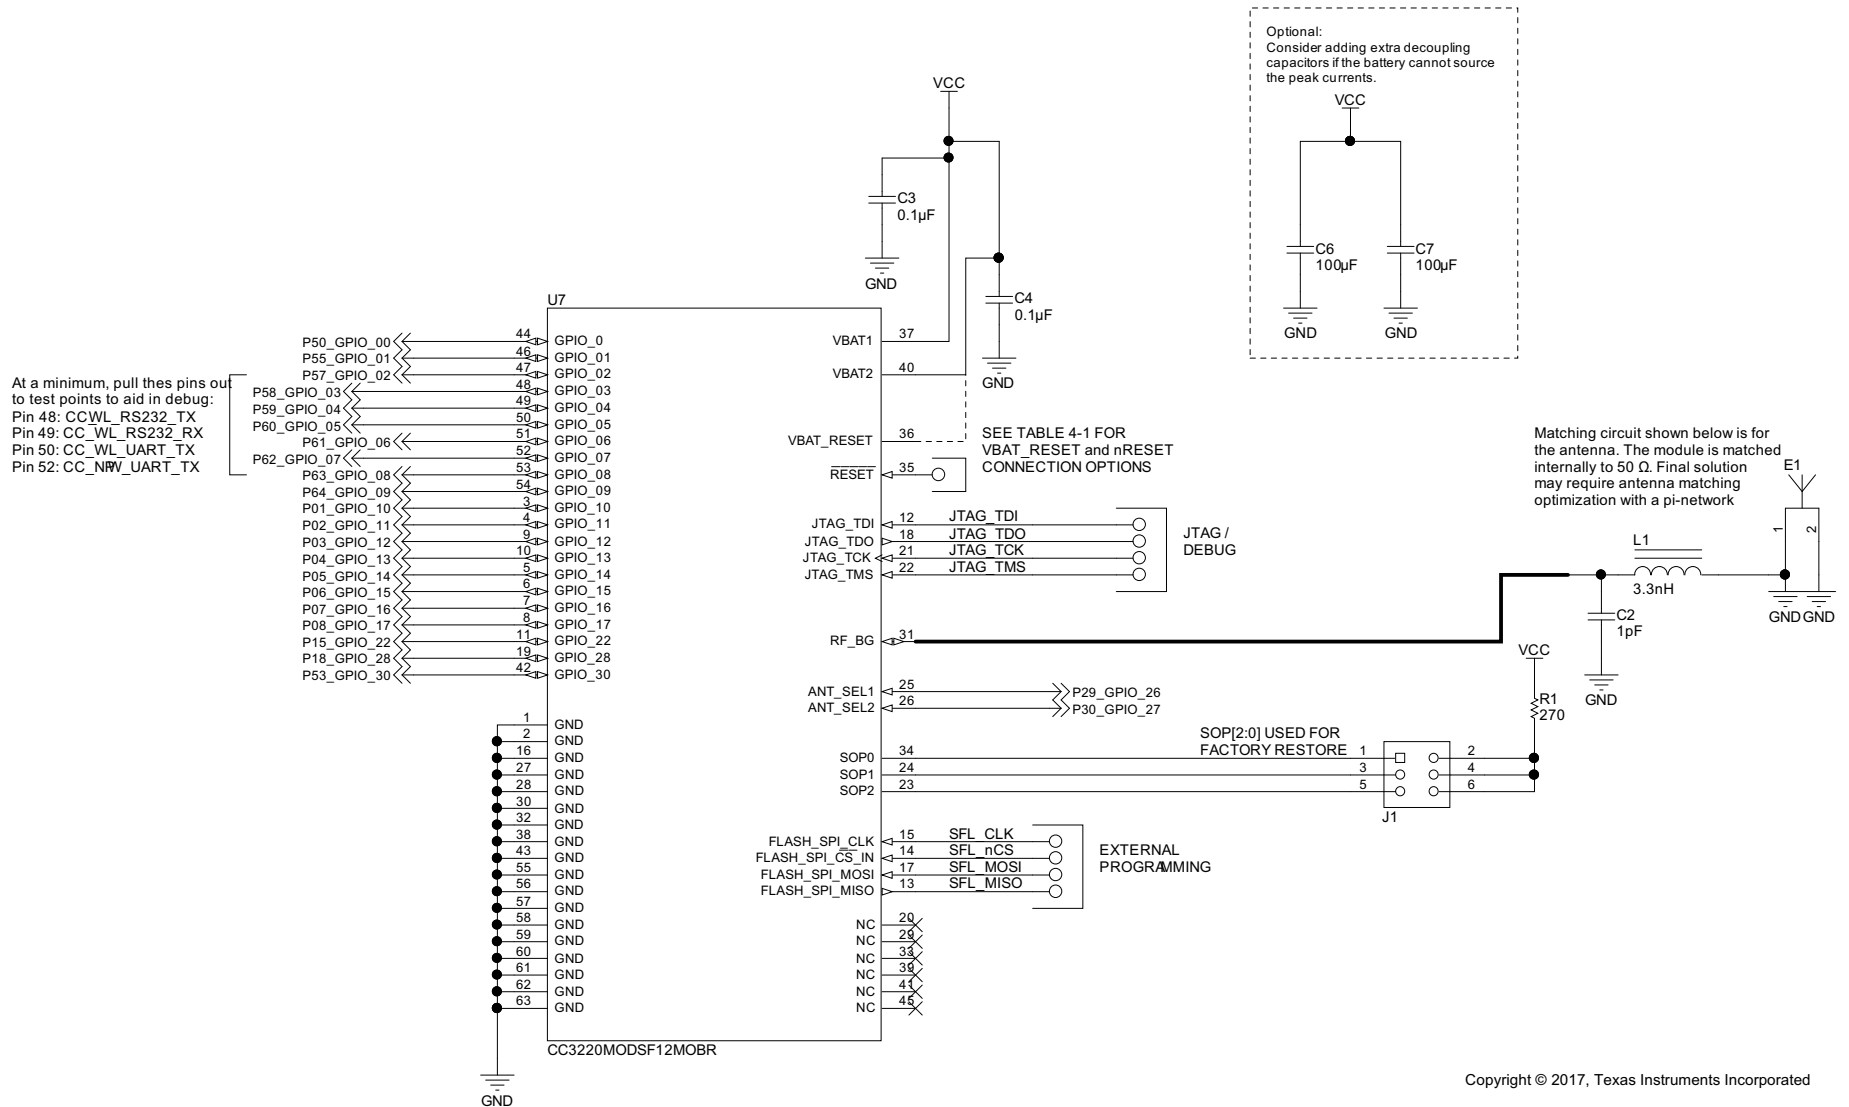 Optional:
Consider adding extra decoupling
capacitors if the battery cannot source
the peak currents.
VCC
C6
100µF
C7
100µF
GND
GND
VCC
C3
0.1µF
GND
C4
0.1µF
GND
U7
P50_GPIO_00 44 GPIO_0
P55_GPIO_01 46 GPIO_01
P57_GPIO_02 47 GPIO_02
P58_GPIO_03 48 GPIO_03
P59_GPIO_04 49 GPIO_04
P60_GPIO_05 50 GPIO_05
P61_GPIO_06 51 GPIO_06
P62_GPIO_07 52 GPIO_07
P63_GPIO_08 53 GPIO_08
P64_GPIO_09 54 GPIO_09
P01_GPIO_10 3 GPIO_10
P02_GPIO_11 4 GPIO_11
P03_GPIO_12 9 GPIO_12
P04_GPIO_13 10 GPIO_13
P05_GPIO_14 5 GPIO_14
P06_GPIO_15 6 GPIO_15
P07_GPIO_16 7 GPIO_16
P08_GPIO_17 8 GPIO_17
P15_GPIO_22 11 GPIO_22
P18_GPIO_28 19 GPIO_28
P53_GPIO_30 42 GPIO_30
At a minimum, pull thes pins out
to test points to aid in debug:
Pin 48: CCWL_RS232_TX
Pin 49: CC_WL_RS232_RX
Pin 50: CC_WL_UART_TX
Pin 52: CC_NPW_UART_TX
1 GND
2 GND
16 GND
27 GND
28 GND
30 GND
32 GND
38 GND
43 GND
55 GND
56 GND
57 GND
58 GND
59 GND
60 GND
61 GND
62 GND
63 GND
GND
VBAT1 37
VBAT2 40
VBAT_RESET 36
RESET 35
SEE TABLE 4-1 FOR
VBAT_RESET and nRESET
CONNECTION OPTIONS
JTAG_TDI 12 JTAG_TDI
JTAG_TDO 18 JTAG_TDO
JTAG_TCK 21 JTAG_TCK
JTAG_TMS 22 JTAG_TMS
JTAG /
DEBUG
RF_BG 31
ANT_SEL1 25 P29_GPIO_26
ANT_SEL2 26 P30_GPIO_27
SOP[2:0] USED FOR
FACTORY RESTORE
SOP0 34 1 2
SOP1 24 3 4
SOP2 23 5 6
J1
VCC
R1
270
FLASH_SPI_CLK 15 SFL_CLK
FLASH_SPI_CS_IN 14 SFL_nCS
FLASH_SPI_MOSI 17 SFL_MOSI
FLASH_SPI_MISO 13 SFL_MISO
EXTERNAL
PROGRAMMING
NC 20
NC 29
NC 33
NC 39
NC 41
NC 45
CC3220MODSF12MOBR
Matching circuit shown below is for
the antenna. The module is matched
internally to 50 Ω. Final solution
may require antenna matching
optimization with a pi-network
E1
1
2
L1
3.3nH
C2
1pF
GND
GND
GND
Copyright © 2017, Texas Instruments Incorporated